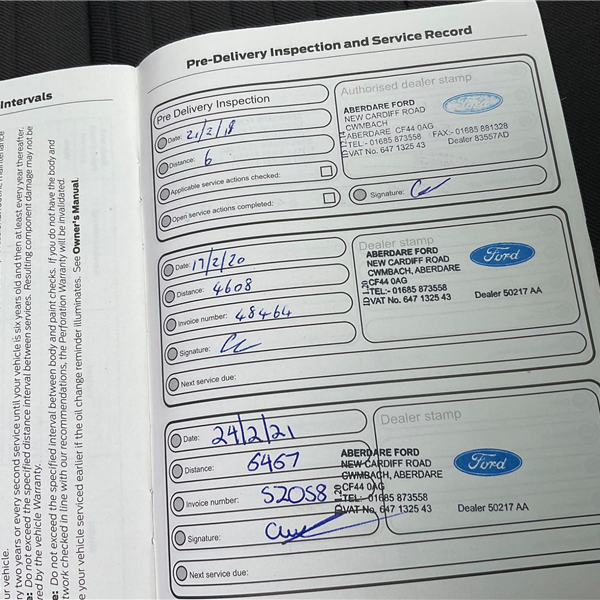 Intervals
maintenance
ry two years or every second service until your vehicle is six years old and then at least every year thereafter.
e: Do not exceed the specified distance interval between services. Resulting component damage may not be
red by the vehicle Warranty.
e: Do not exceed the specified interval between body and paint checks. If you do not have the body and
twork checked in line with our recommendations, the Perforation Warranty will be invalidated.
e your vehicle serviced earlier if the oil change reminder illuminates. See Owner's Manual.
ur vehicle.
Pre-Delivery Inspection and Service Record
Pre Delivery Inspection
Date: 21/2/18
Distance: 6
Applicable service actions checked:
Open service actions completed:
Authorised dealer stamp
ABERDARE FORD
NEW CARDIFF ROAD
CWMBACH
ABERDARE CF44 0AG
TEL:- 01685 873558 FAX:- 01685 881328
VAT No. 647 1325 43 Dealer 83557AD
Ford
Signature:
Date: 17/2/20
Distance: 4608
Invoice number: 48464
Signature:
Next service due:
Dealer stamp
ABERDARE FORD
NEW CARDIFF ROAD
CWMBACH, ABERDARE
CF44 0AG
TEL:- 01685 873558
VAT No. 647 1325 43 Dealer 50217 AA
Ford
Date: 24/2/21
Distance: 6467
Invoice number: 52058
Signature:
Next service due:
Dealer stamp
ABERDARE FORD
NEW CARDIFF ROAD
CWMBACH, ABERDARE
CF44 0AG
TEL:- 01685 873558
VAT No. 647 1325 43 Dealer 50217 AA
Ford